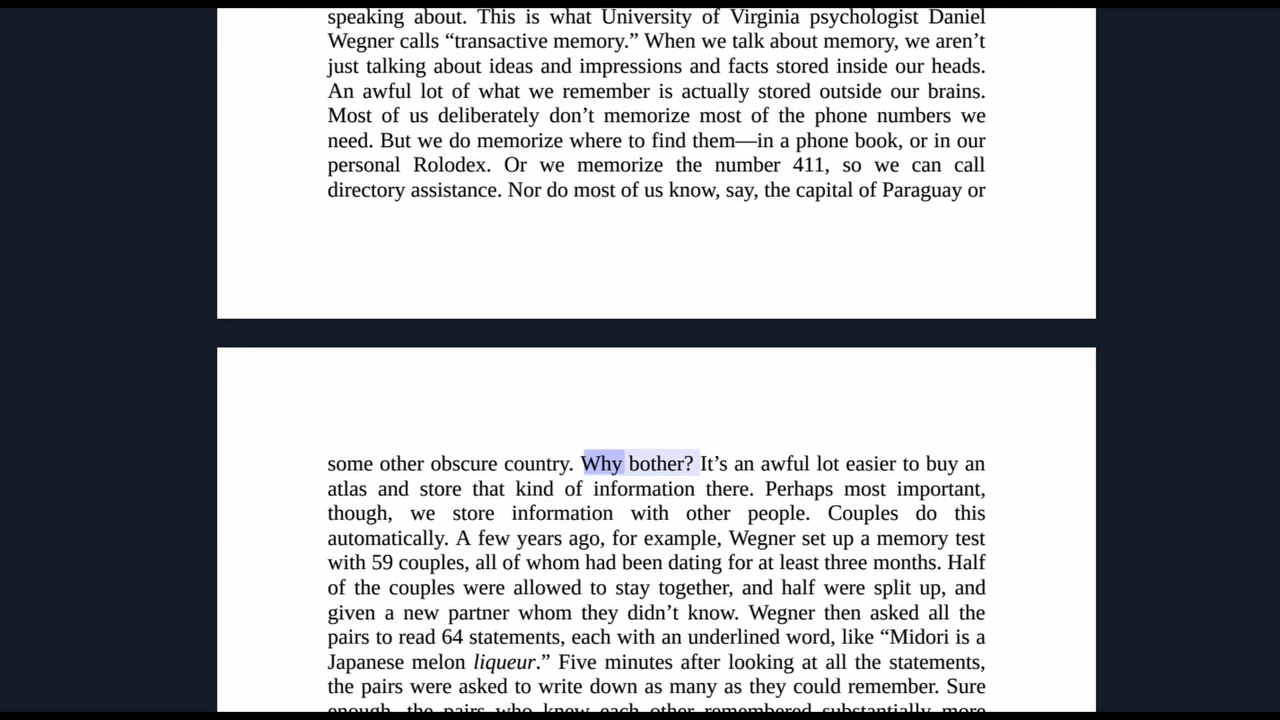 speaking about. This is what University of Virginia psychologist Daniel
Wegner calls “transactive memory.” When we talk about memory, we aren’t
just talking about ideas and impressions and facts stored inside our heads.
An awful lot of what we remember is actually stored outside our brains.
Most of us deliberately don’t memorize most of the phone numbers we
need. But we do memorize where to find them—in a phone book, or in our
personal Rolodex. Or we memorize the number 411, so we can call
directory assistance. Nor do most of us know, say, the capital of Paraguay or
some other obscure country. Why bother? It’s an awful lot easier to buy an
atlas and store that kind of information there. Perhaps most important,
though, we store information with other people. Couples do this
automatically. A few years ago, for example, Wegner set up a memory test
with 59 couples, all of whom had been dating for at least three months. Half
of the couples were allowed to stay together, and half were split up, and
given a new partner whom they didn’t know. Wegner then asked all the
pairs to read 64 statements, each with an underlined word, like “Midori is a
Japanese melon liqueur.” Five minutes after looking at all the statements,
the pairs were asked to write down as many as they could remember. Sure
enough, the pairs who knew each other remembered substantially more